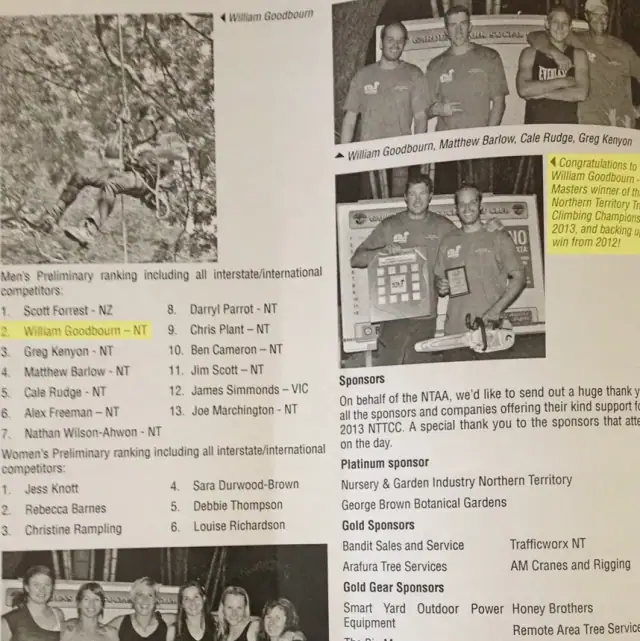 William Goodbourn
William Goodbourn, Matthew Barlow, Cale Rudge, Greg Kenyon
Congratulations to
William Goodbourn -
Masters winner of th
Northern Territory Tr
Climbing Champions
2013, and backing up
win from 2012!
Men's Preliminary ranking including all interstate/international
competitors:
1. Scott Forrest - NZ
2. William Goodbourn – NT
3. Greg Kenyon - NT
4. Matthew Barlow - NT
5. Cale Rudge - NT
6. Alex Freeman – NT
7. Nathan Wilson-Ahwon - NT
8. Darryl Parrot - NT
9. Chris Plant – NT
10. Ben Cameron – NT
11. Jim Scott – NT
12. James Simmonds – VIC
13. Joe Marchington - NT
Women's Preliminary ranking including all interstate/international
competitors:
1. Jess Knott
2. Rebecca Barnes
3. Christine Rampling
4. Sara Durwood-Brown
5. Debbie Thompson
6. Louise Richardson
Sponsors
On behalf of the NTAA, we'd like to send out a huge thank y
all the sponsors and companies offering their kind support fo
2013 NTTCC. A special thank you to the sponsors that atte
on the day.
Platinum sponsor
Nursery & Garden Industry Northern Territory
George Brown Botanical Gardens
Gold Sponsors
Bandit Sales and Service
Trafficworx NT
Arafura Tree Services
AM Cranes and Rigging
Gold Gear Sponsors
Smart Yard Outdoor Power
Equipment
Honey Brothers
Remote Area Tree Service
EVERLAST